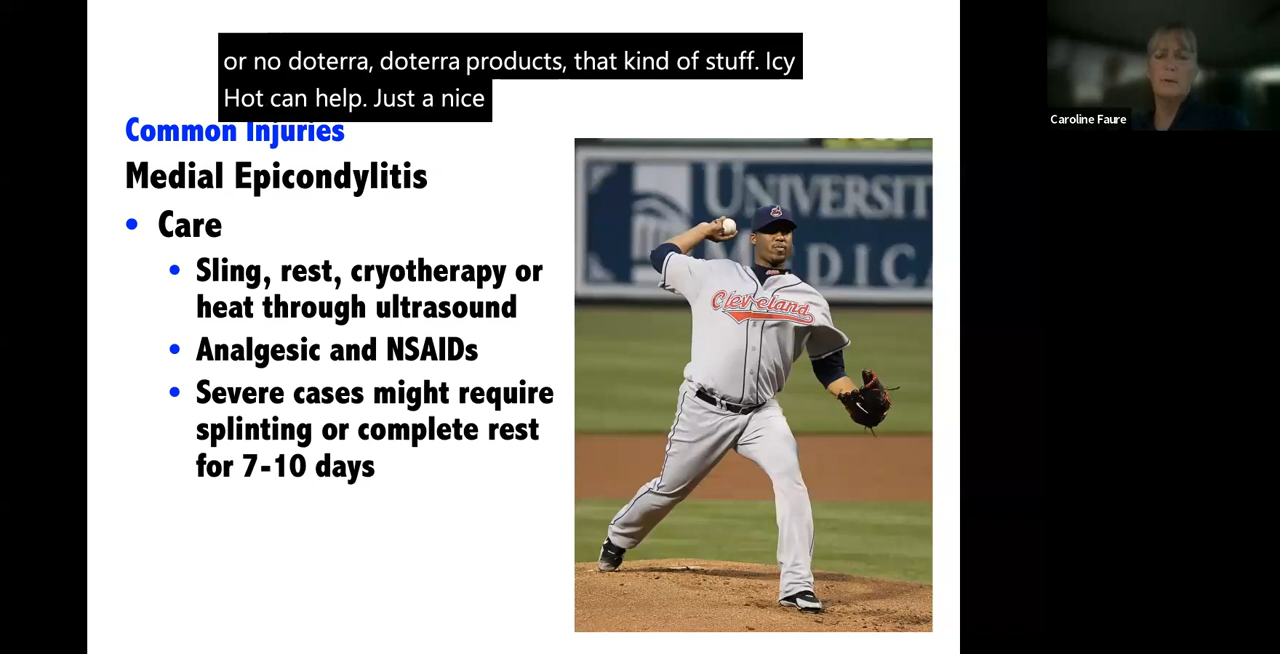 or no doterra, doterra products, that kind of stuff. Icy
Hot can help. Just a nice
Common Injuries
Medial Epicondylitis
• Care
• Sling, rest, cryotherapy or
heat through ultrasound
• Analgesic and NSAIDs
• Severe cases might require
splinting or complete rest
for 7-10 days
UNIVERSIT
MEDICA
Cleveland
Caroline Faure